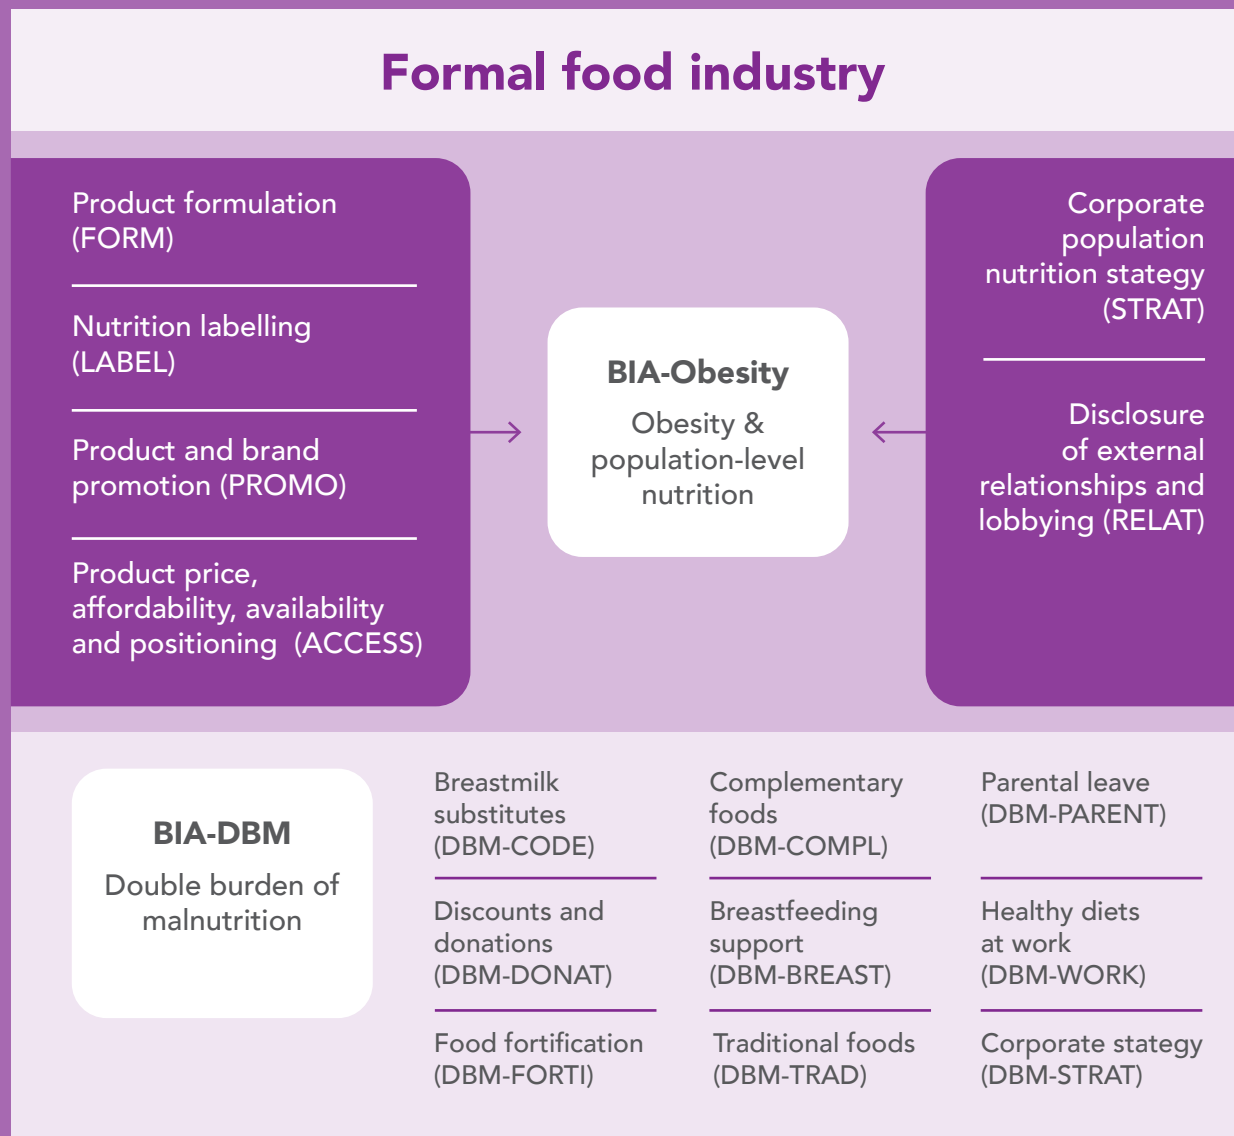 Formal food industry
Product formulation
(FORM)
Nutrition labelling
(LABEL)
Product and brand
promotion (PROMO)
Product price,
affordability, availability
and positioning (ACCESS)
BIA-Obesity
Obesity &
population-level
nutrition
Corporate
population
nutrition stategy
(STRAT)
Disclosure
of external
relationships and
lobbying (RELAT)
BIA-DBM
Double burden of
malnutrition
Breastmilk
substitutes
(DBM-CODE)
Complementary
foods
(DBM-COMPL)
Parental leave
(DBM-PARENT)
Discounts and
donations
(DBM-DONAT)
Breastfeeding
support
(DBM-BREAST)
Healthy diets
at work
(DBM-WORK)
Food fortification
(DBM-FORTI)
Traditional foods
(DBM-TRAD)
Corporate stategy
(DBM-STRAT)